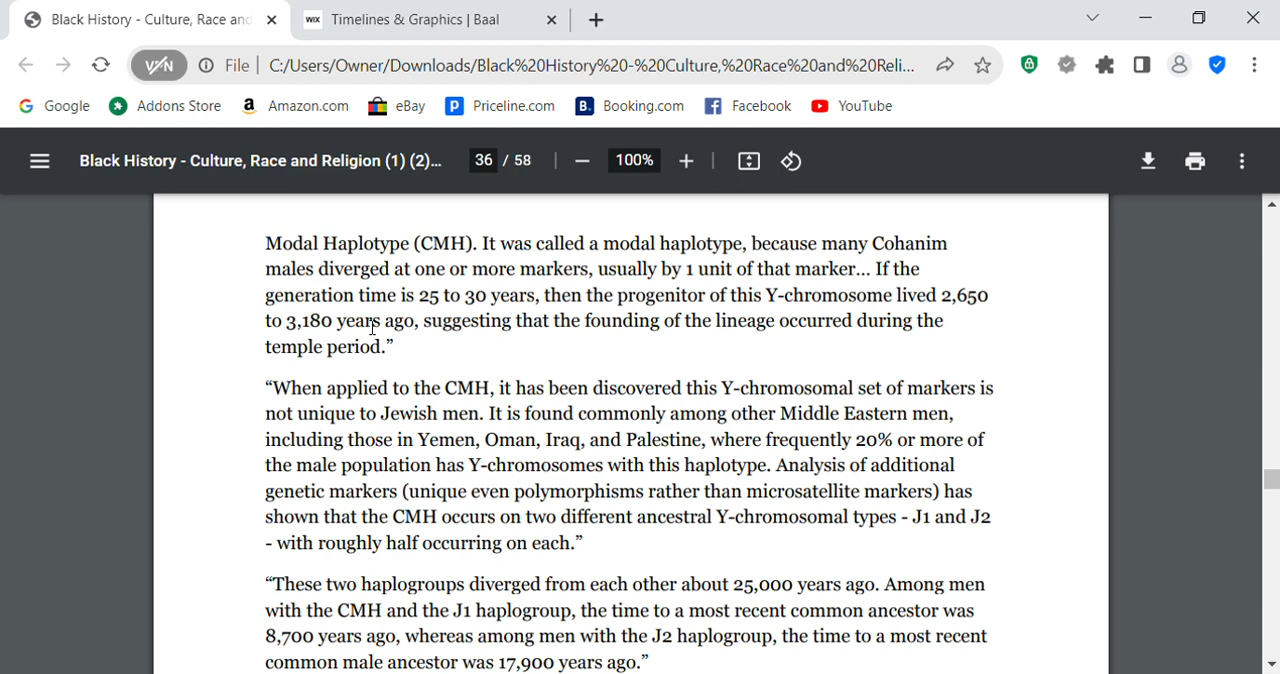 Black History - Culture, Race and
WIX Timelines & Graphics | Baal
VPN File C:/Users/Owner/Downloads/Black%20History%20-%20Culture,%20Race%20and%20Reli...
Google Addons Store Amazon.com eBay Priceline.com Booking.com Facebook YouTube
Black History - Culture, Race and Religion (1) (2)... 36 / 58 100%
Modal Haplotype (CMH). It was called a modal haplotype, because many Cohanim
males diverged at one or more markers, usually by 1 unit of that marker... If the
generation time is 25 to 30 years, then the progenitor of this Y-chromosome lived 2,650
to 3,180 years ago, suggesting that the founding of the lineage occurred during the
temple period.”
“When applied to the CMH, it has been discovered this Y-chromosomal set of markers is
not unique to Jewish men. It is found commonly among other Middle Eastern men,
including those in Yemen, Oman, Iraq, and Palestine, where frequently 20% or more of
the male population has Y-chromosomes with this haplotype. Analysis of additional
genetic markers (unique even polymorphisms rather than microsatellite markers) has
shown that the CMH occurs on two different ancestral Y-chromosomal types - J1 and J2
- with roughly half occurring on each.”
“These two haplogroups diverged from each other about 25,000 years ago. Among men
with the CMH and the J1 haplogroup, the time to a most recent common ancestor was
8,700 years ago, whereas among men with the J2 haplogroup, the time to a most recent
common male ancestor was 17,900 years ago.”